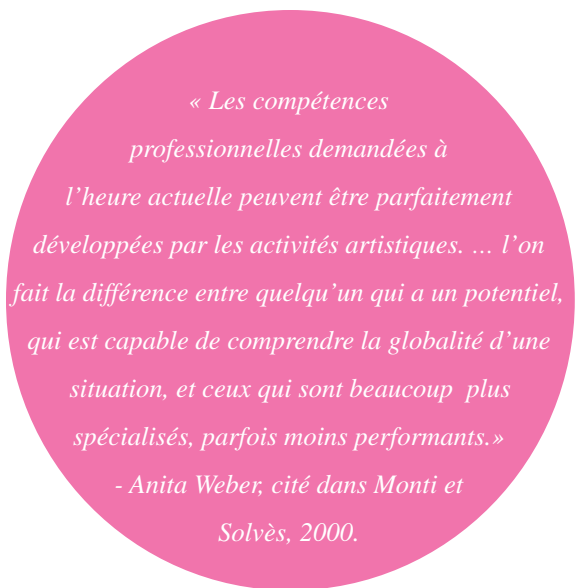 « Les compétences
professionnelles demandées à
l’heure actuelle peuvent être parfaitement
développées par les activités artistiques. … l’on
fait la différence entre quelqu’un qui a un potentiel,
qui est capable de comprendre la globalité d’une
situation, et ceux qui sont beaucoup  plus
spécialisés, parfois moins performants.»
- Anita Weber, cité dans Monti et
Solvès, 2000.